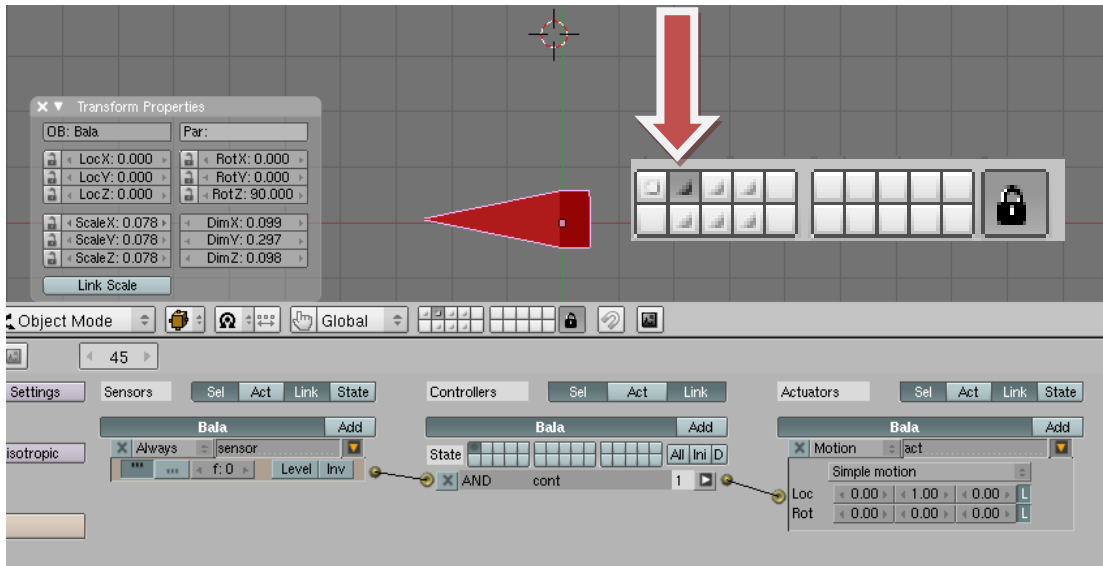 Transform Properties
OB: Bala Par:
LocX: 0.000 RotX: 0.000
LocY: 0.000 RotY: 0.000
LocZ: 0.000 RotZ: 90.000
ScaleX: 0.078 DimX: 0.099
ScaleY: 0.078 DimY: 0.297
ScaleZ: 0.078 DimZ: 0.098
Link Scale
Object Mode Global
45
Settings Sensors Sel Act Link State Controllers Sel Act Link Actuators Sel Act Link State
Bala Add Bala Add Bala Add
isotropic Always sensor State All Ini D Motion act
f: 0 Level Inv AND cont 1 Simple motion
Loc 0.00 1.00 0.00 L
Rot 0.00 0.00 0.00 L